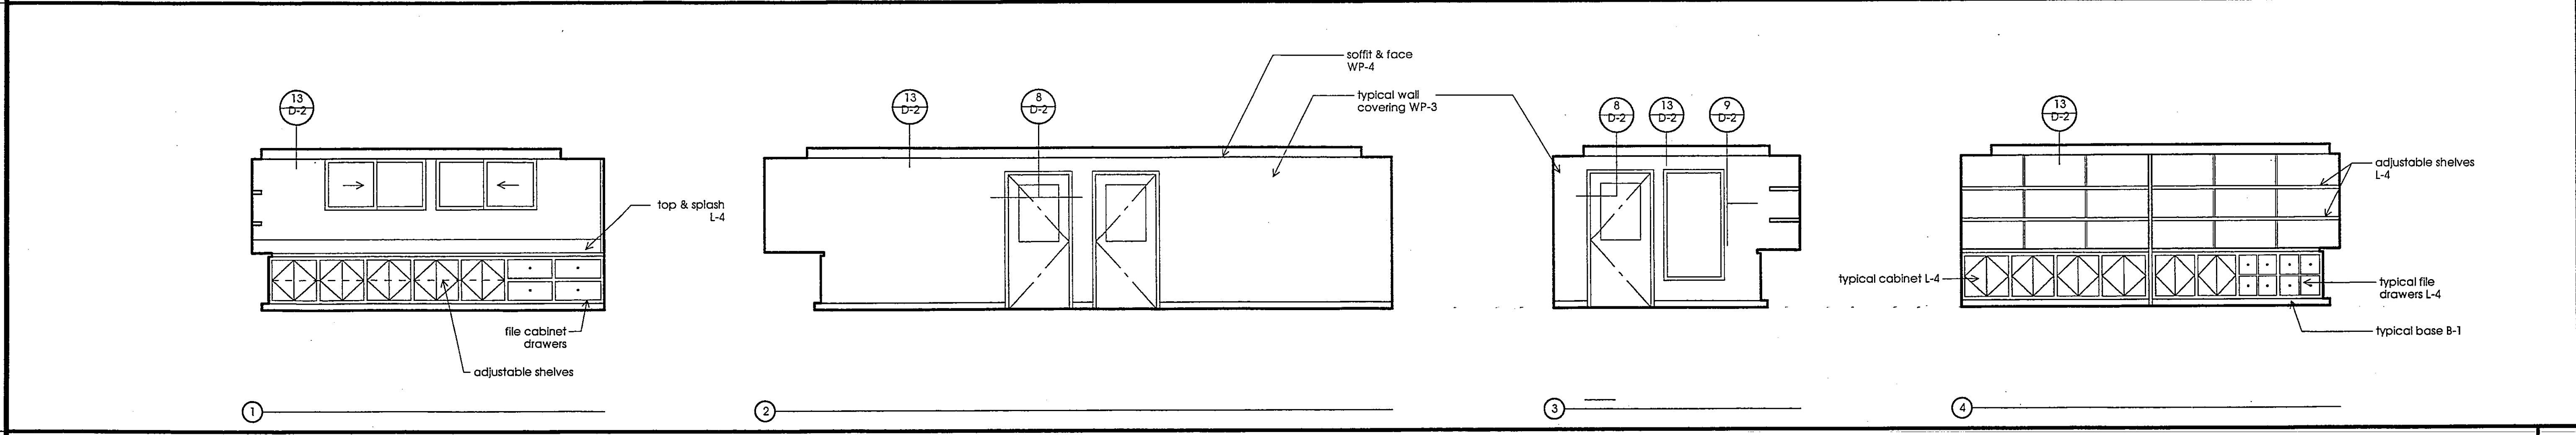 soffit & face
WP-4
typical wall
covering WP-3
13
D-2
13
D-2
8
D-2
8
D-2
13
D-2
9
D-2
13
D-2
adjustable shelves
L-4
top & splash
L-4
typical cabinet L-4
typical file
drawers L-4
file cabinet
drawers
typical base B-1
adjustable shelves
1
2
3
4